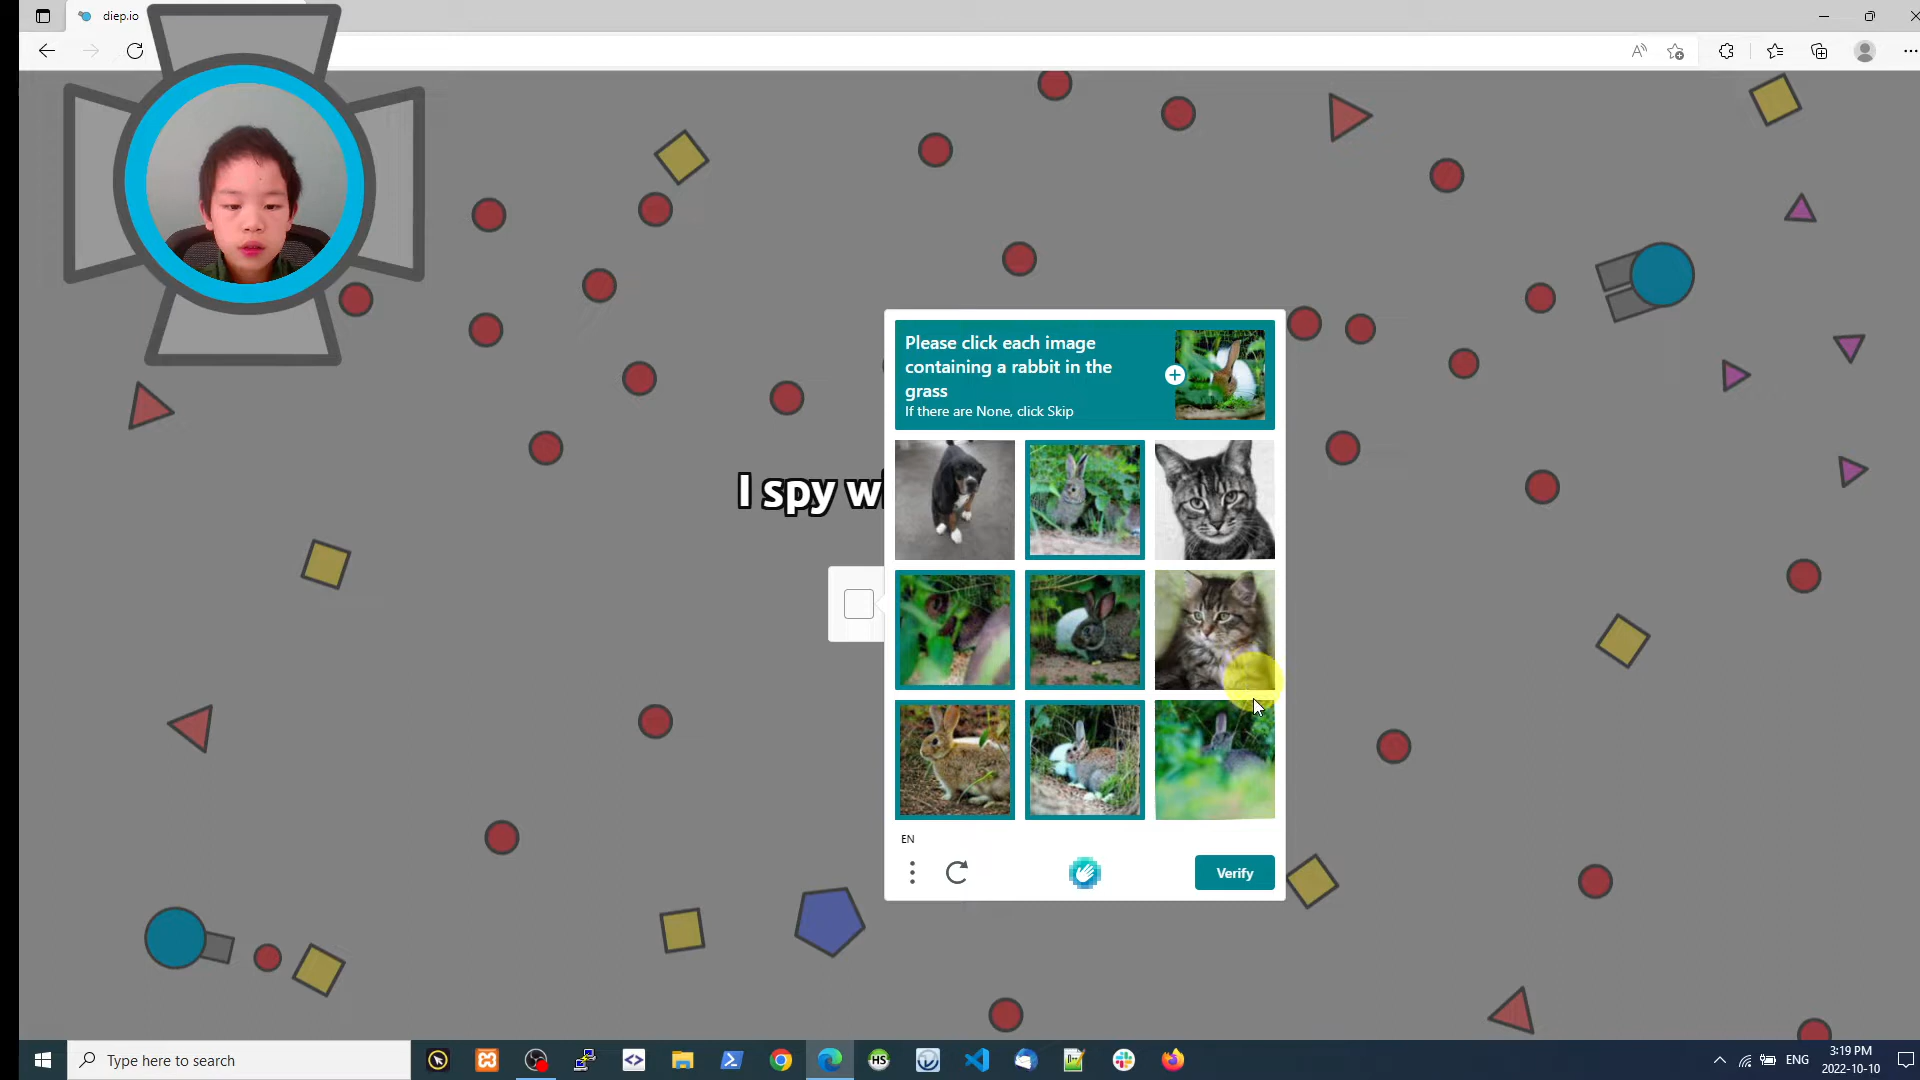 diep.io
Please click each image
containing a rabbit in the
grass
If there are None, click Skip
I spy w
EN
Verify
Type here to search
HS
ENG
3:19 PM
2022-10-10